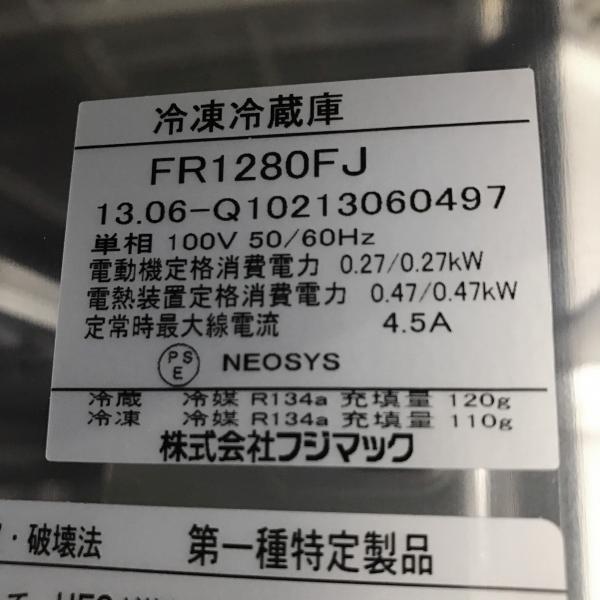 冷凍冷蔵庫
FR1280FJ
13.06-Q10213060497
単相 100V 50/60Hz
電動機定格消費電力 0.27/0.27kW
電熱装置定格消費電力 0.47/0.47kW
定常時最大線電流 4.5A
PSE NEOSYS
冷蔵 冷媒 R134a 充填量 120g
冷凍 冷媒 R134a 充填量 110g
株式会社フジマック
・破壊法 第一種特定製品